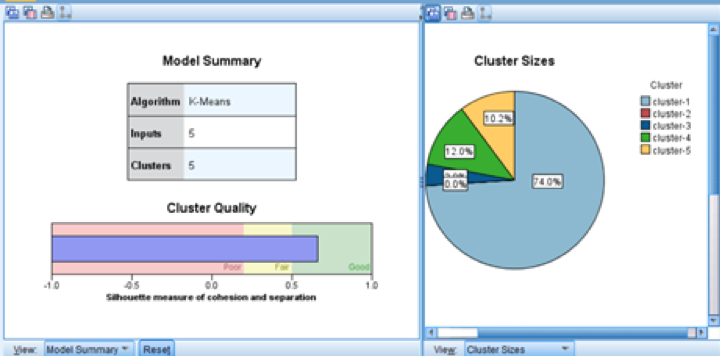 Model Summary
Algorithm K-Means
Inputs 5
Clusters 5
Cluster Quality
Poor Fair Good
-1.0 -0.5 0.0 0.5 1.0
Silhouette measure of cohesion and separation
View: Model Summary Reset
Cluster Sizes
Cluster
cluster-1
cluster-2
cluster-3
cluster-4
cluster-5
10.2%
12.0%
0.0%
74.0%
View: Cluster Sizes